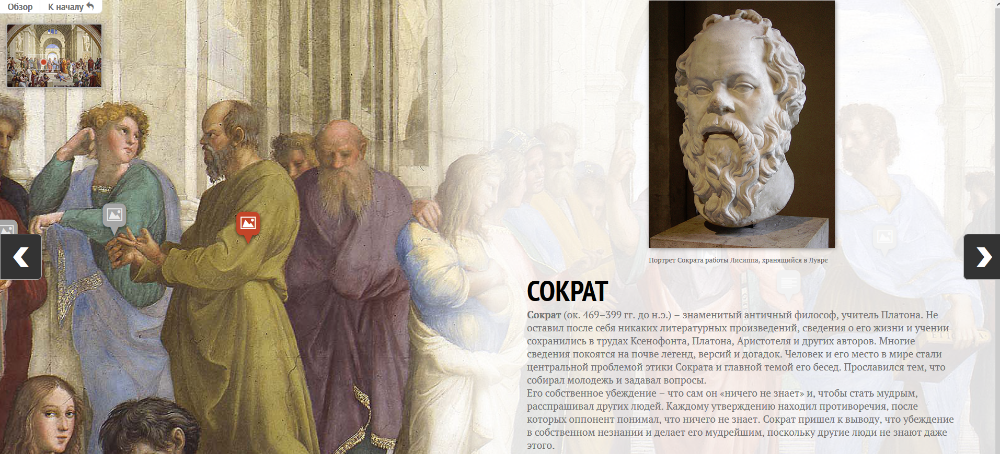 Обзор
К началу
Портрет Сократа работы Лисиппа, хранящийся в Лувре
СОКРАТ
Сократ (ок. 469–399 гг. до н.э.) – знаменитый античный философ, учитель Платона. Не
оставил после себя никаких литературных произведений, сведения о его жизни и учении
сохранились в трудах Ксенофонта, Платона, Аристотеля и других авторов. Многие
сведения покоятся на почве легенд, версий и догадок. Человек и его место в мире стали
центральной проблемой этики Сократа и главной темой его бесед. Прославился тем, что
собирал молодежь и задавал вопросы.
Его собственное убеждение – что сам он «ничего не знает» и, чтобы стать мудрым,
расспрашивал других людей. Каждому утверждению находил противоречия, после
которых оппонент понимал, что ничего не знает. Сократ пришел к выводу, что убеждение
в собственном незнании и делает его мудрейшим, поскольку другие люди не знают даже
этого.